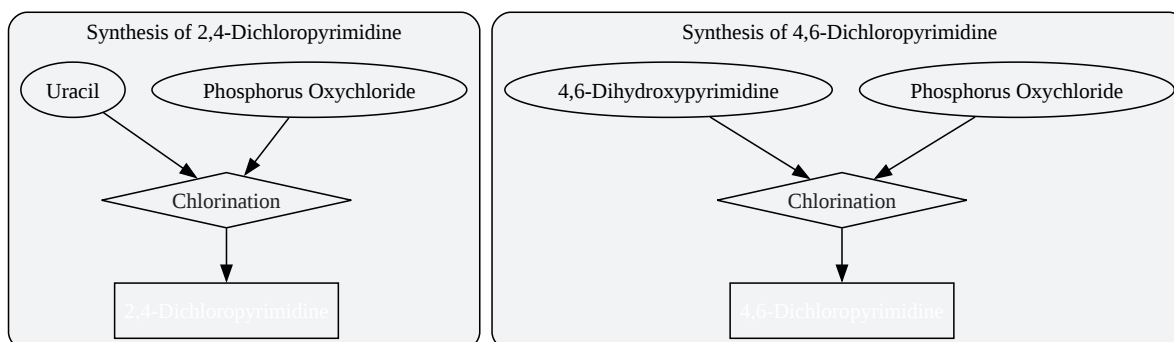 Synthesis of 2,4-Dichloropyrimidine
Uracil
Phosphorus Oxychloride
Chlorination
2,4-Dichloropyrimidine
Synthesis of 4,6-Dichloropyrimidine
4,6-Dihydroxypyrimidine
Phosphorus Oxychloride
Chlorination
4,6-Dichloropyrimidine